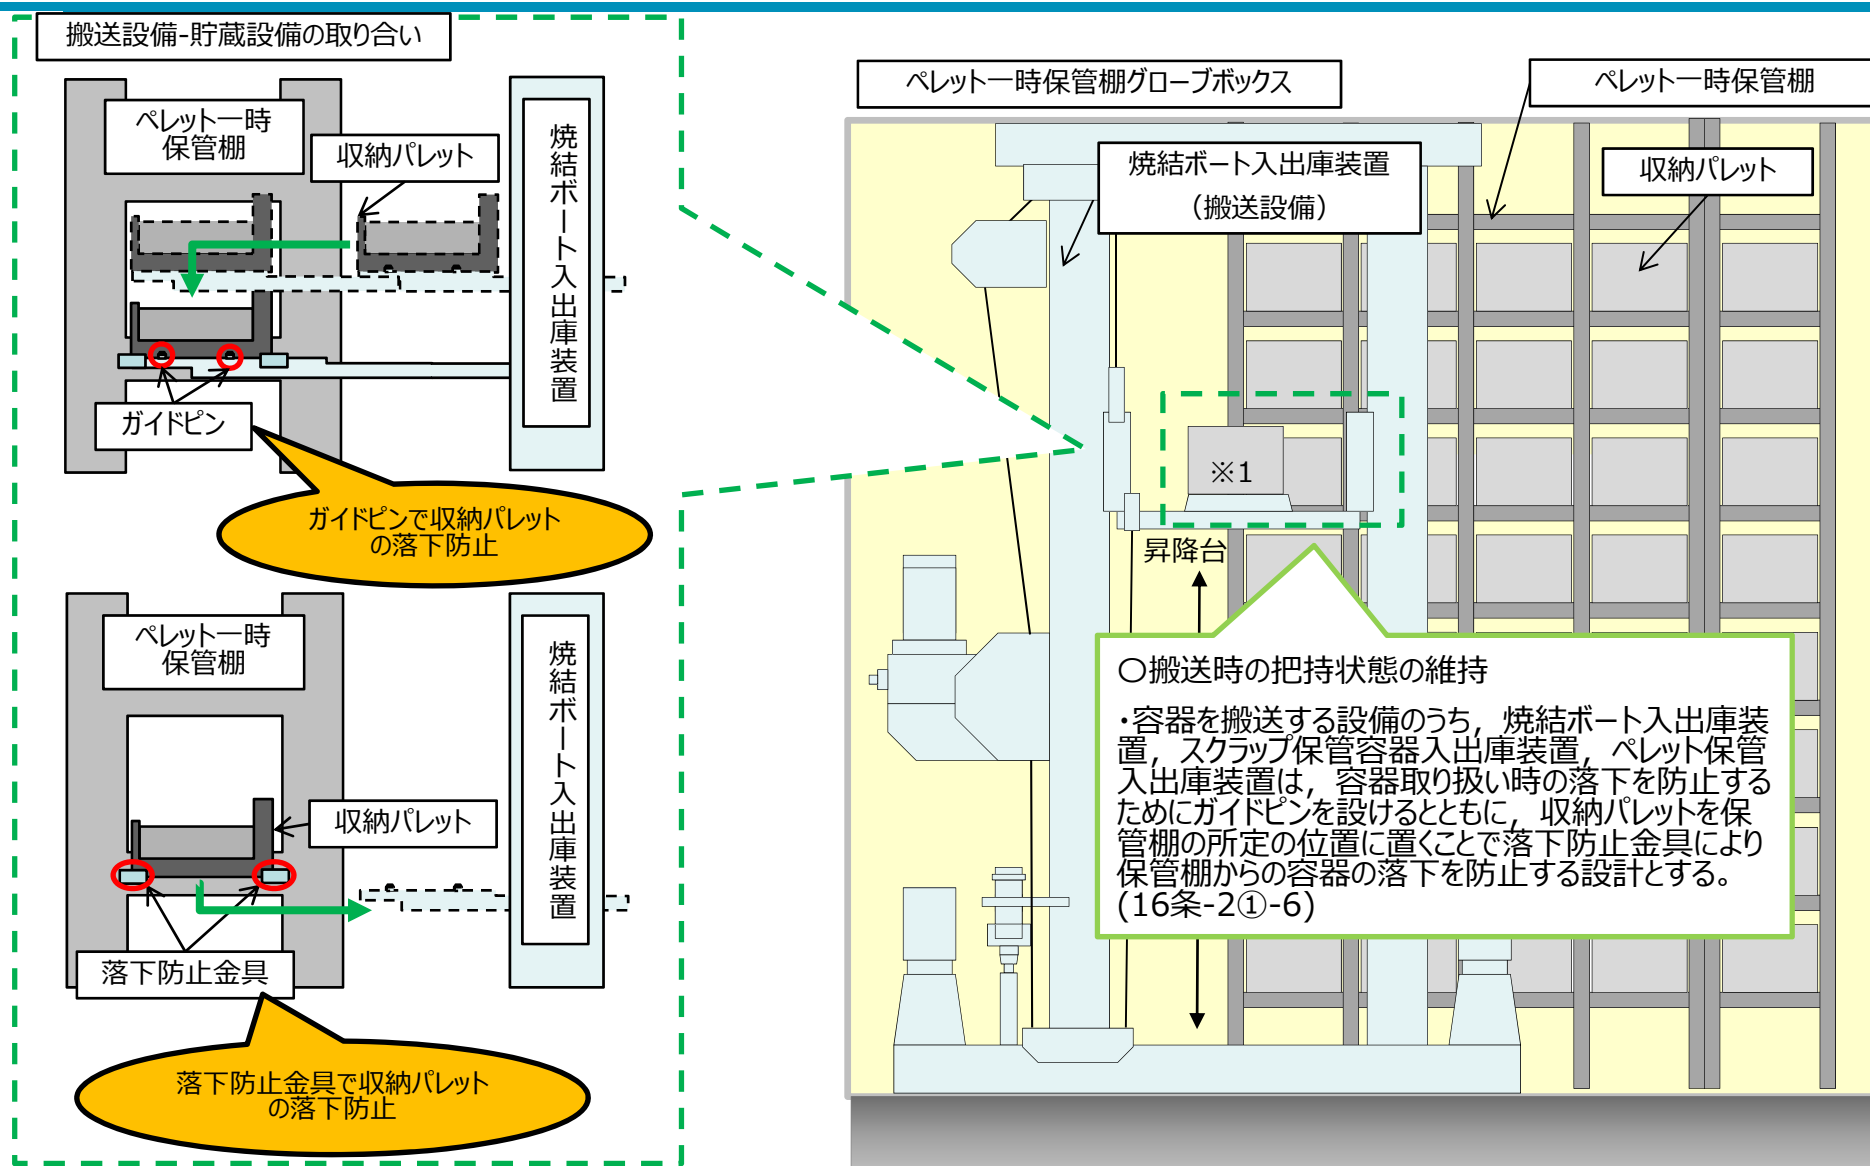 搬送設備-貯蔵設備の取り合い
ペレット一時
保管棚
収納パレット
焼結ボート入出庫装置
ガイドピン
ガイドピンで収納パレット
の落下防止
ペレット一時
保管棚
収納パレット
焼結ボート入出庫装置
落下防止金具
落下防止金具で収納パレット
の落下防止
ペレット一時保管棚グローブボックス
ペレット一時保管棚
焼結ボート入出庫装置
（搬送設備）
収納パレット
※1
昇降台
〇搬送時の把持状態の維持
・容器を搬送する設備のうち，焼結ボート入出庫装
置，スクラップ保管容器入出庫装置，ペレット保管
入出庫装置は，容器取り扱い時の落下を防止する
ためにガイドピンを設けるとともに，収納パレットを保
管棚の所定の位置に置くことで落下防止金具により
保管棚からの容器の落下を防止する設計とする。
(16条-2①-6)